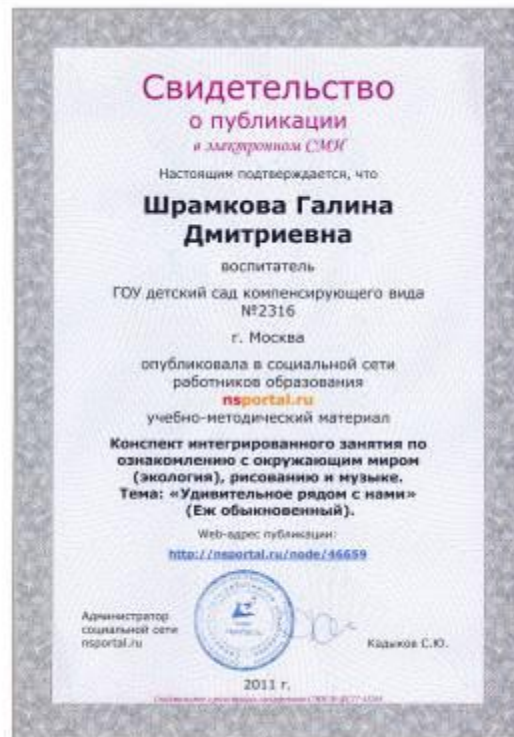 Свидетельство
о публикации
в электронном СМИ
Настоящим подтверждается, что
Шрамкова Галина
Дмитриевна
воспитатель
ГОУ детский сад компенсирующего вида
№2316
г. Москва
опубликовала в социальной сети
работников образования
nsportal.ru
учебно-методический материал
Конспект интегрированного занятия по
ознакомлению с окружающим миром
(экология), рисованию и музыке.
Тема: «Удивительное рядом с нами»
(Еж обыкновенный).
Web-адрес публикации:
http://nsportal.ru/node/46659
Администратор
социальной сети
nsportal.ru
Кадыков С.Ю.
2011 г.